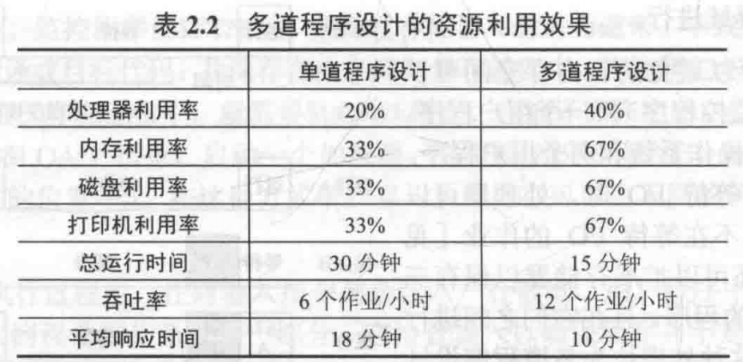 表 2.2 多道程序设计的资源利用效果
单道程序设计 多道程序设计
处理器利用率 20% 40%
内存利用率 33% 67%
磁盘利用率 33% 67%
打印机利用率 33% 67%
总运行时间 30 分钟 15 分钟
吞吐率 6 个作业/小时 12 个作业/小时
平均响应时间 18 分钟 10 分钟